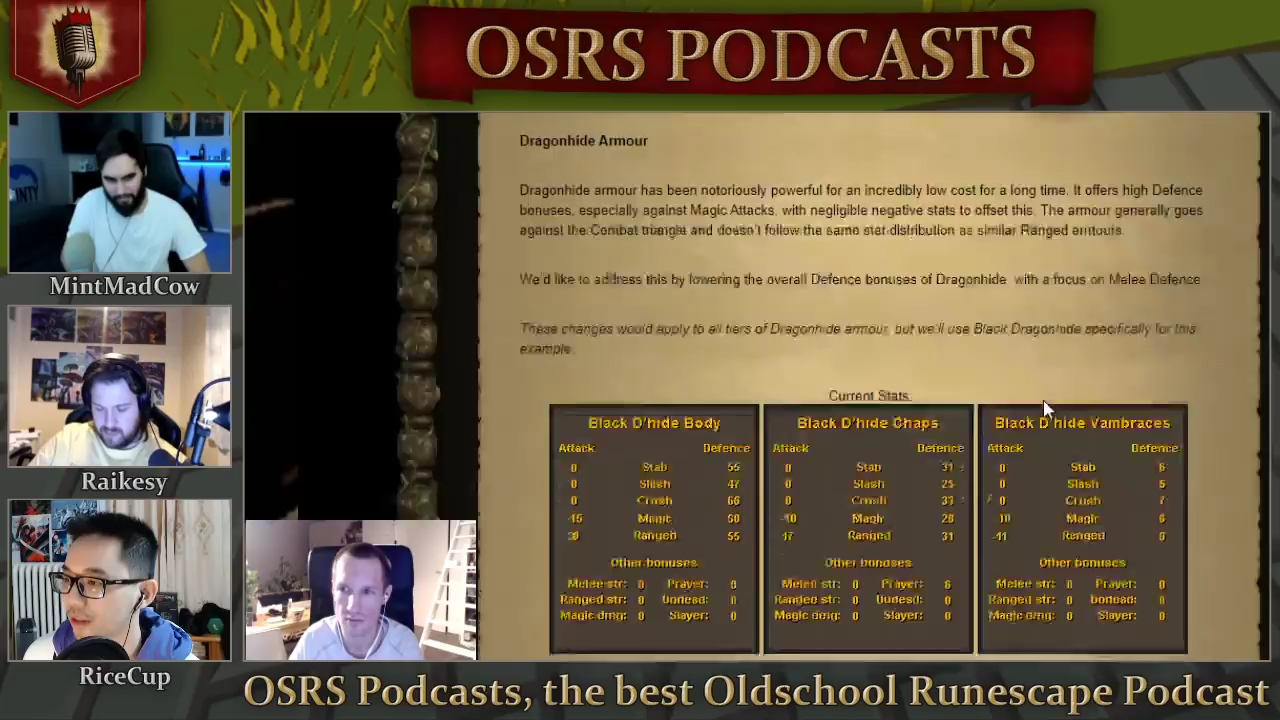 OSRS PODCASTS
MintMadCow
Raikesy
RiceCup
Dragonhide Armour
Dragonhide armour has been notoriously powerful for an incredibly low cost for a long time. It offers high Defence
bonuses, especially against Magic Attacks, with negligible negative stats to offset this. The armour generally goes
against the Combat triangle and doesn't follow the same stat distribution as similar Ranged armours.
We'd like to address this by lowering the overall Defence bonuses of Dragonhide with a focus on Melee Defence
These changes would apply to all tiers of Dragonhide armour, but we'll use Black Dragonhide specifically for this
example.
Current Stats
Black D'hide Body
Attack Defence
0 Stab 55
0 Slash 47
0 Crush
Magic
Ranged 55
Other bonuses
Melee str: 0 Prayer: 0
Ranged str: 0 Undead: 0
Magic dmg: 0 Slayer: 0
Black D'hide Chaps
Attack Defence
0 Stab 31
0 Slash 25
0 Crush 33
-10 Magic 28
17 Ranged 31
Other bonuses
Melee str: 0 Prayer:
Ranged str: 0 Undead: 0
Magic dmg: 0 Slayer: 0
Black D'hide Vambraces
Attack Defence
0 Stab 6
0 Slash 5
0 Crush 7
Magic
Ranged 0
Other bonuses
Melee str: 0 Prayer: 0
Ranged str: 0 Undead: 0
Magic dmg: 0 Slayer: 0
OSRS Podcasts, the best Oldschool Runescape Podcast